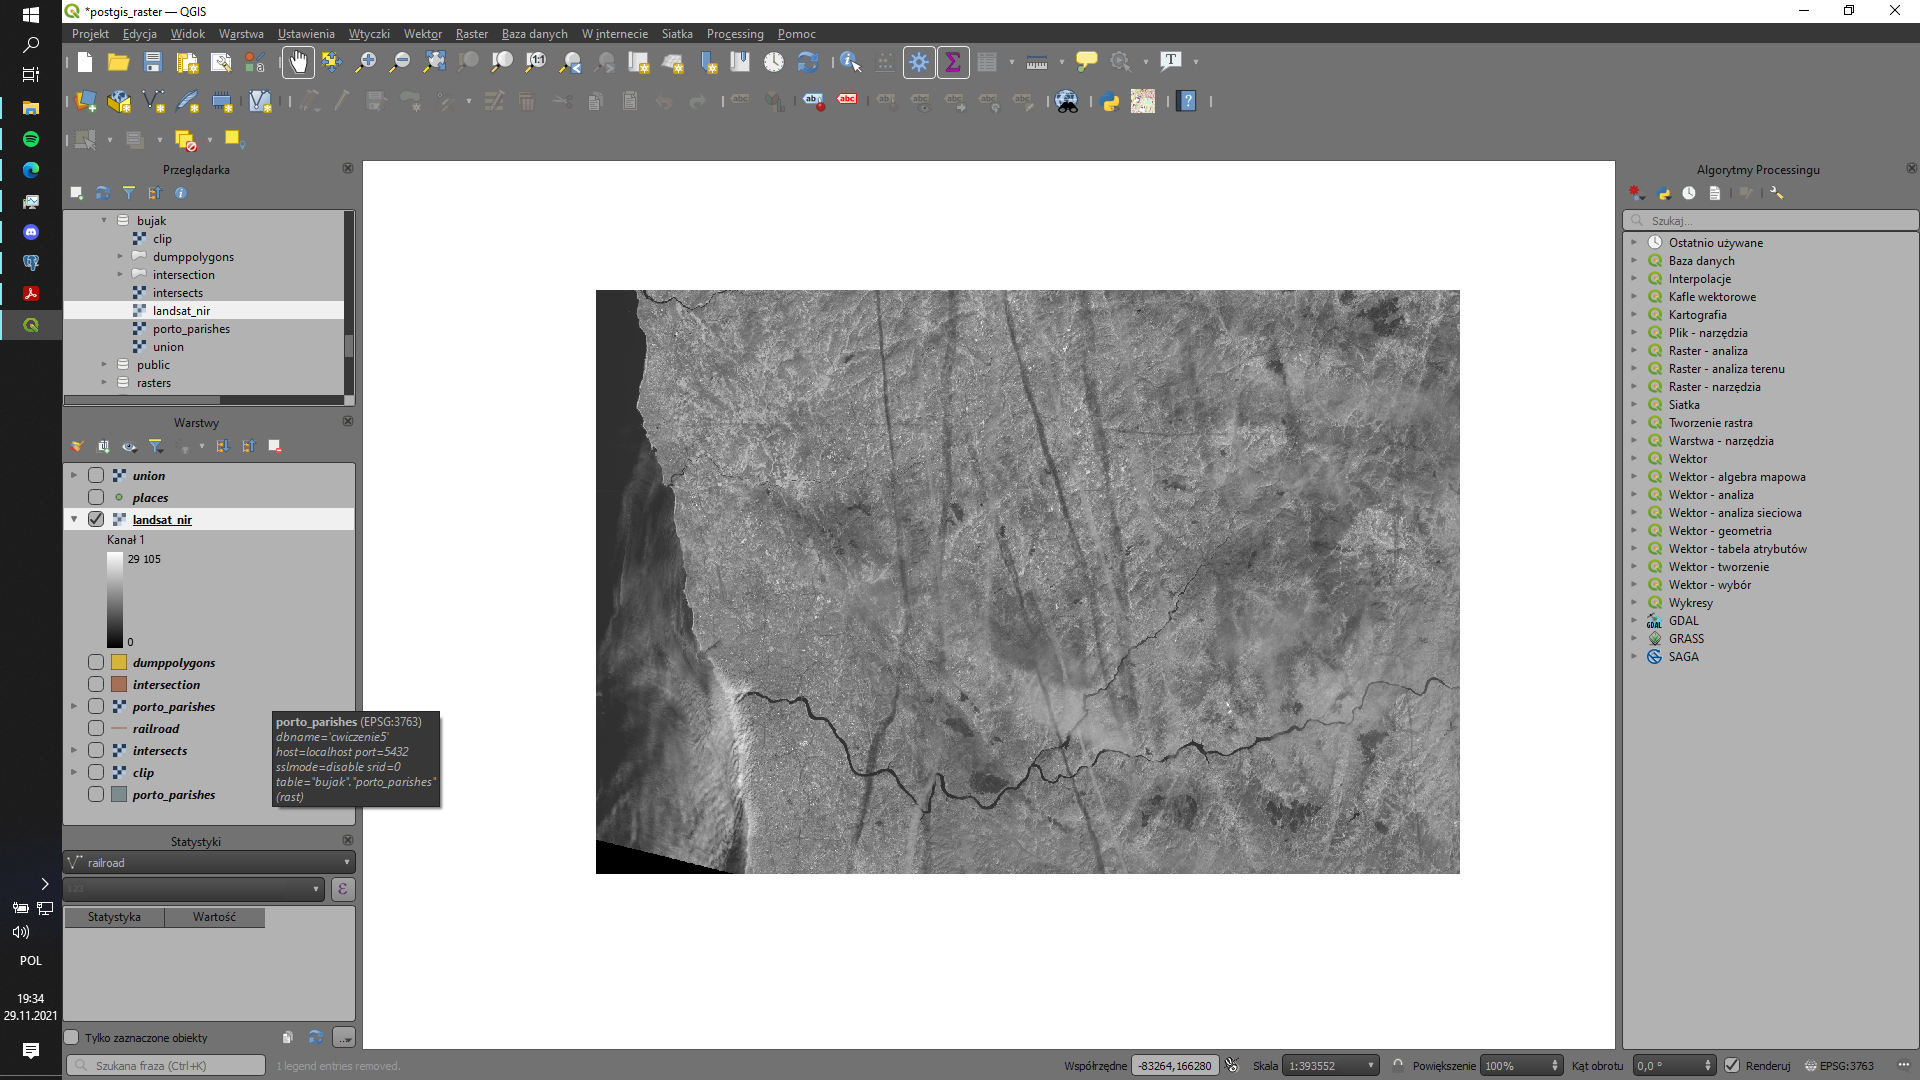 *postgis_raster — QGIS
Projekt Edycja Widok Warstwa Ustawienia Wtyczki Wektor Raster Baza danych W internecie Siatka Processing Pomoc
Przeglądarka
bujak
clip
dumppolygons
intersection
intersects
landsat_nir
porto_parishes
union
public
rasters
Warstwy
union
places
landsat_nir
Kanał 1
29 105
0
dumppolygons
intersection
porto_parishes
railroad
intersects
clip
porto_parishes
porto_parishes (EPSG:3763)
dbname='cwiczenie5'
host=localhost port=5432
sslmode=disable srid=0
table="bujak"."porto_parishes"
(rast)
Statystyki
railroad
123
Statystyka Wartość
Tylko zaznaczone obiekty
Szukana fraza (Ctrl+K)
1 legend entries removed.
Współrzędne -83264,166280
Skala 1:393552
Powiększenie 100%
Kąt obrotu 0,0 °
Renderuj
EPSG:3763
Algorytmy Processingu
Szukaj...
Ostatnio używane
Baza danych
Interpolacje
Kafle wektorowe
Kartografia
Plik - narzędzia
Raster - analiza
Raster - analiza terenu
Raster - narzędzia
Siatka
Tworzenie rastra
Warstwa - narzędzia
Wektor
Wektor - algebra mapowa
Wektor - analiza
Wektor - analiza sieciowa
Wektor - geometria
Wektor - tabela atrybutów
Wektor - tworzenie
Wektor - wybór
Wykresy
GDAL
GRASS
SAGA
POL
19:34
29.11.2021